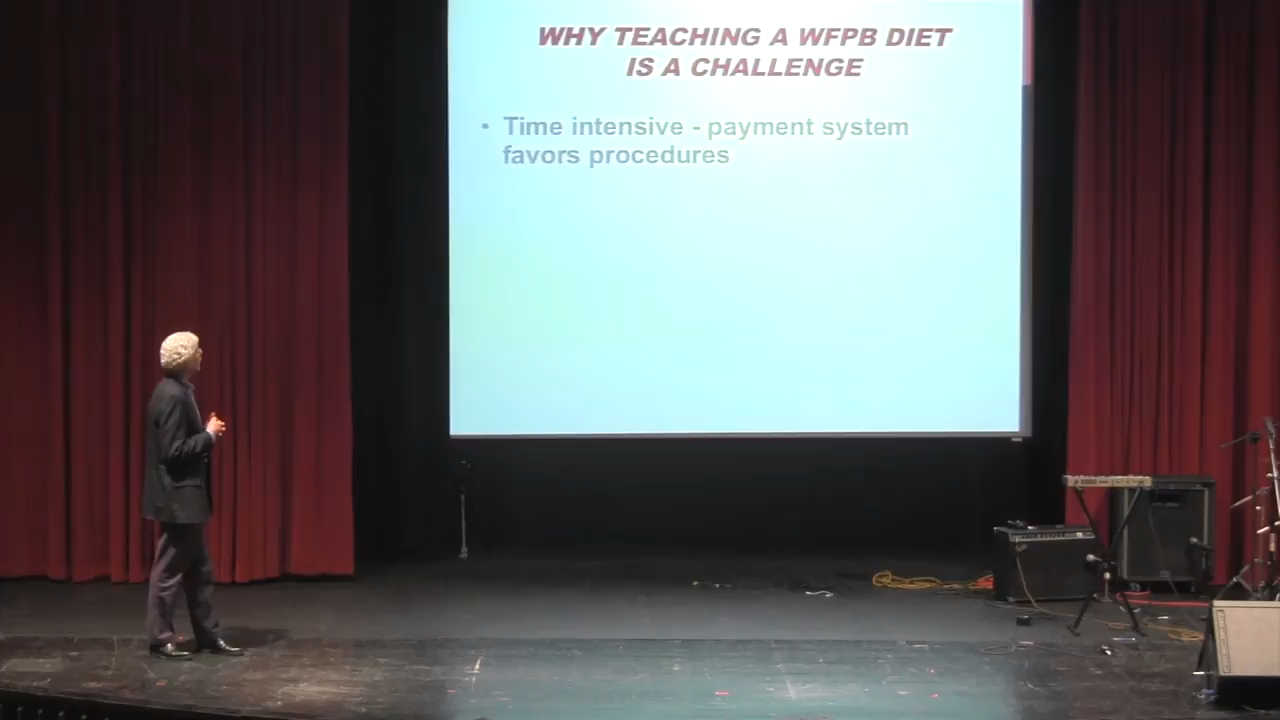 WHY TEACHING A WFPB DIET
IS A CHALLENGE
• Time intensive - payment system
favors procedures